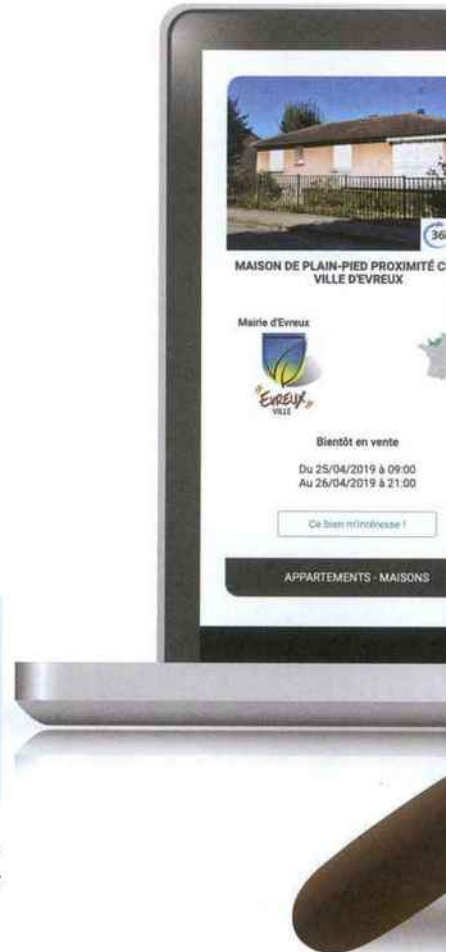 36
MAISON DE PLAIN-PIED PROXIMITÉ C
VILLE D'EVREUX
Mairie d'Evreux
EVREUX
VILLE
Bientôt en vente
Du 25/04/2019 à 09:00
Au 26/04/2019 à 21:00
Ce bien m'intéresse !
APPARTEMENTS - MAISONS